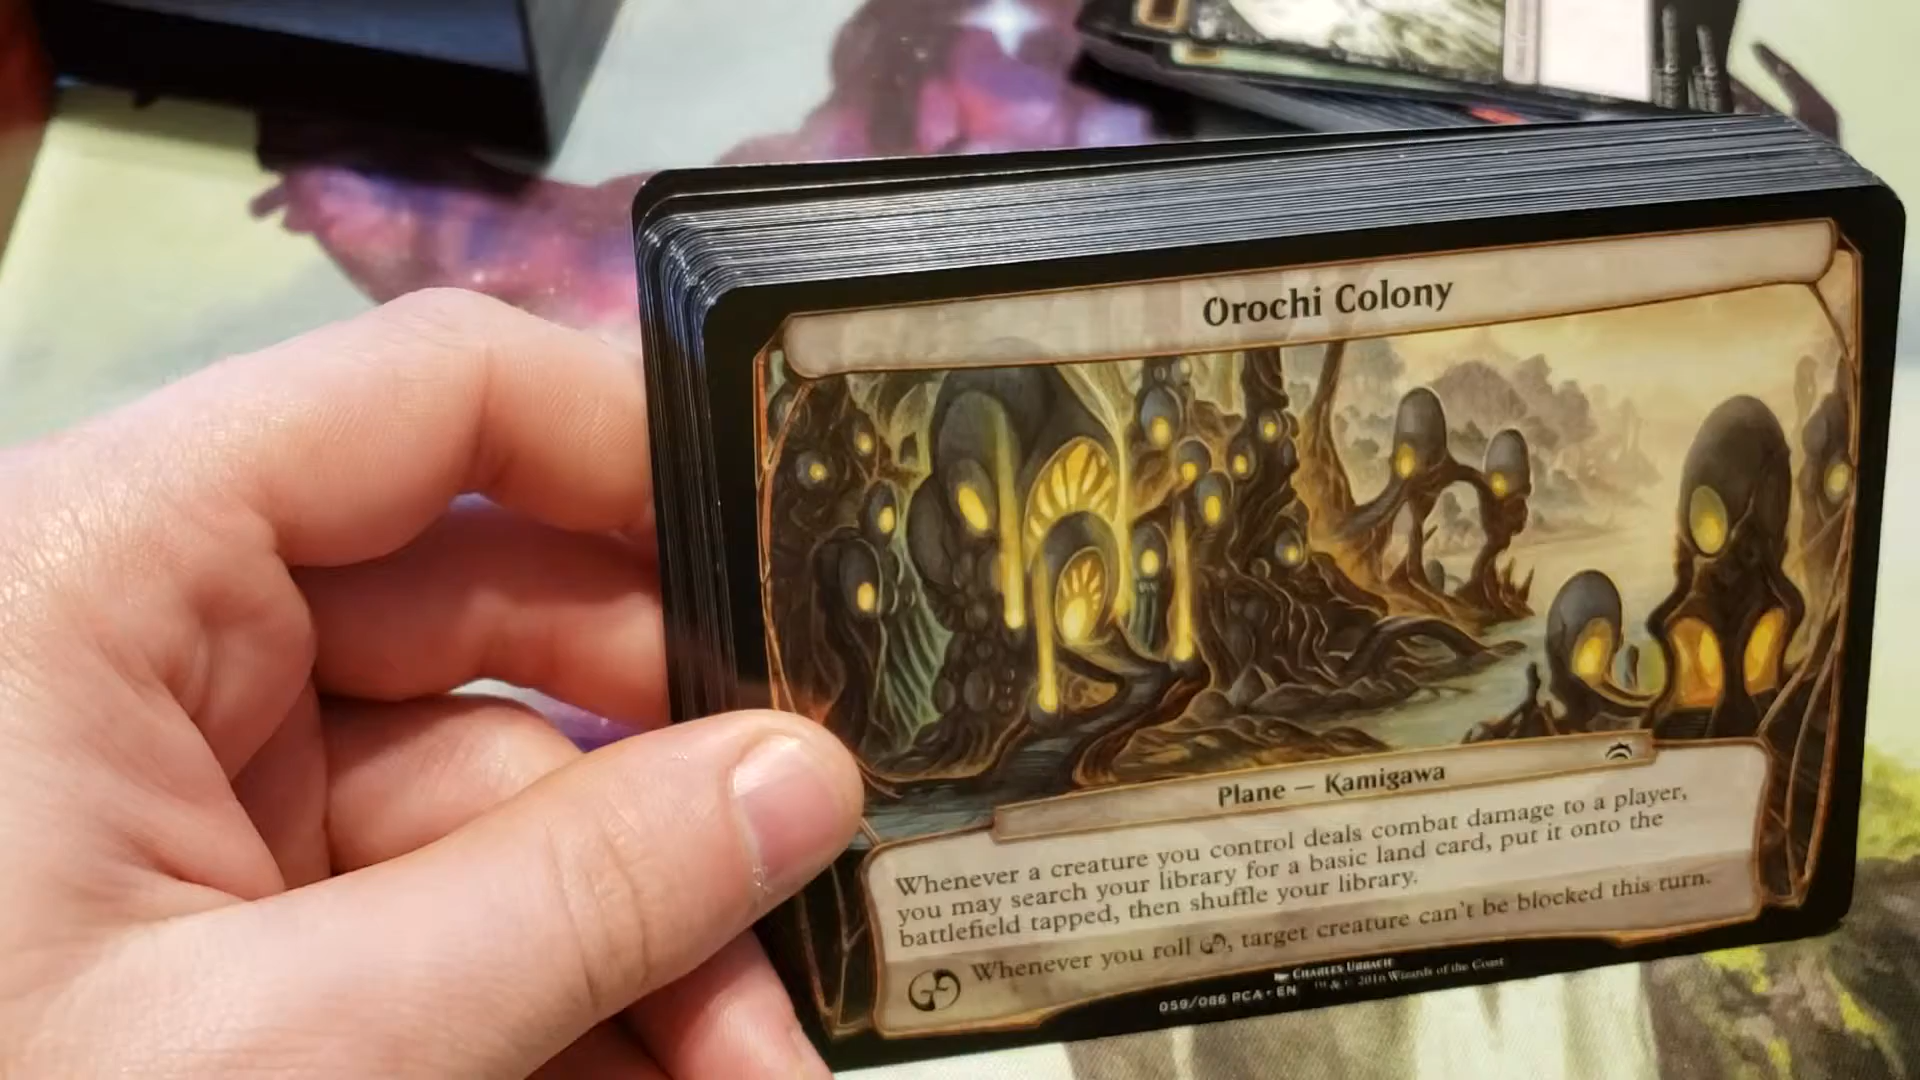 Orochi Colony
Plane — Kamigawa
Whenever a creature you control deals combat damage to a player,
you may search your library for a basic land card, put it onto the
battlefield tapped, then shuffle your library.
Whenever you roll , target creature can't be blocked this turn.
CHARLES URBACH
059/086 PCA • EN ™ & © 2016 Wizards of the Coast